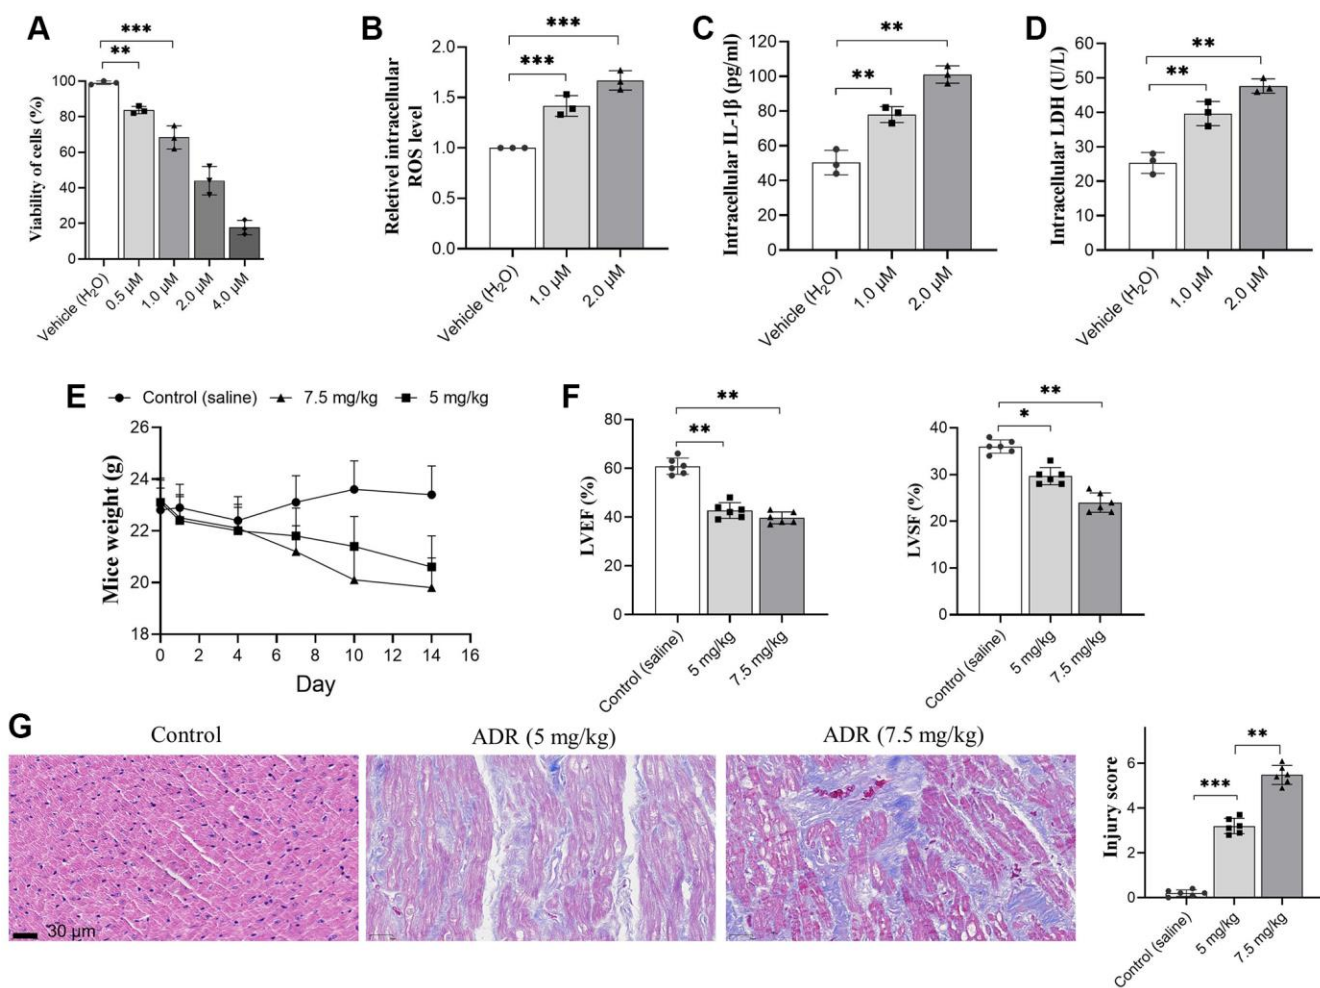 A
***
**
Viability of cells (%)
100
80
60
40
20
0
Vehicle (H2O)
0.5 μM
1.0 μM
2.0 μM
4.0 μM
B
***
***
Reletivel intracellular
ROS level
2.0
1.5
1.0
0.5
0.0
Vehicle (H2O)
1.0 μM
2.0 μM
C
**
**
Intracellular IL-1β (pg/ml)
120
100
80
60
40
20
0
Vehicle (H2O)
1.0 μM
2.0 μM
D
**
**
Intracellular LDH (U/L)
60
50
40
30
20
10
0
Vehicle (H2O)
1.0 μM
2.0 μM
E
Control (saline) 7.5 mg/kg 5 mg/kg
Mice weight (g)
26
24
22
20
18
0 2 4 6 8 10 12 14 16
Day
F
**
**
LVEF (%)
80
60
40
20
0
Control (saline)
5 mg/kg
7.5 mg/kg
**
*
LVSF (%)
40
30
20
10
0
Control (saline)
5 mg/kg
7.5 mg/kg
G
Control
ADR (5 mg/kg)
ADR (7.5 mg/kg)
30 μm
**
***
Injury score
6
4
2
0
Control (saline)
5 mg/kg
7.5 mg/kg